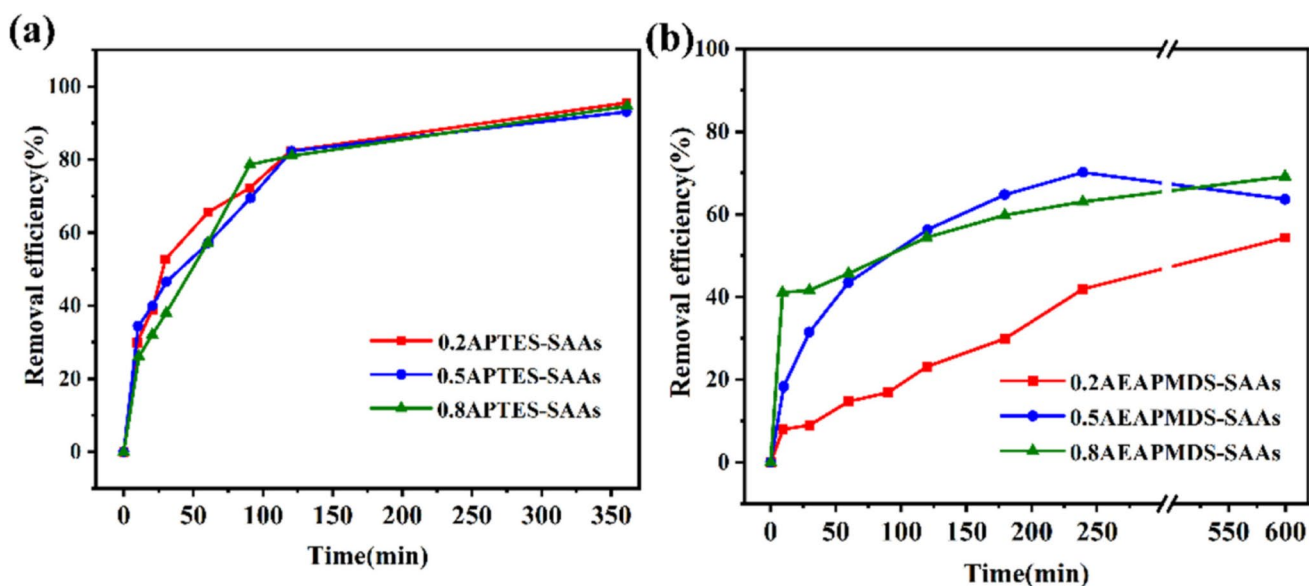 (a)
Removal efficiency(%)
100
80
60
40
20
0
0.2APTES-SAAs
0.5APTES-SAAs
0.8APTES-SAAs
0 50 100 150 200 250 300 350
Time(min)
(b)
Removal efficiency(%)
100
80
60
40
20
0
0.2AEAPMDS-SAAs
0.5AEAPMDS-SAAs
0.8AEAPMDS-SAAs
0 50 100 150 200 250 550 600
Time(min)